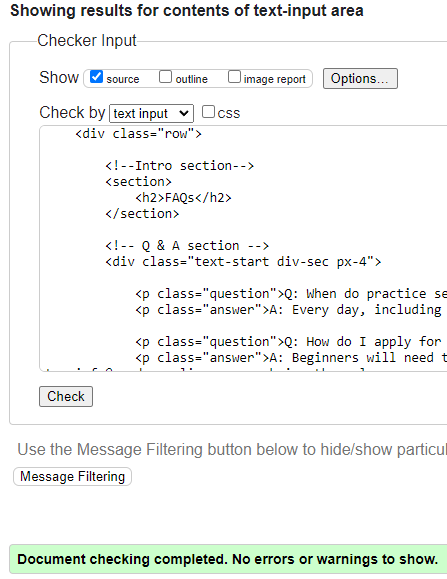 Showing results for contents of text-input area
Checker Input
Show source outline image report Options...
Check by text input css
<div class="row">
<!--Intro section-->
<section>
<h2>FAQs</h2>
</section>
<!-- Q & A section -->
<div class="text-start div-sec px-4">
<p class="question">Q: When do practice se
<p class="answer">A: Every day, including
<p class="question">Q: How do I apply for
<p class="answer">A: Beginners will need t
Check
Use the Message Filtering button below to hide/show particul
Message Filtering
Document checking completed. No errors or warnings to show.